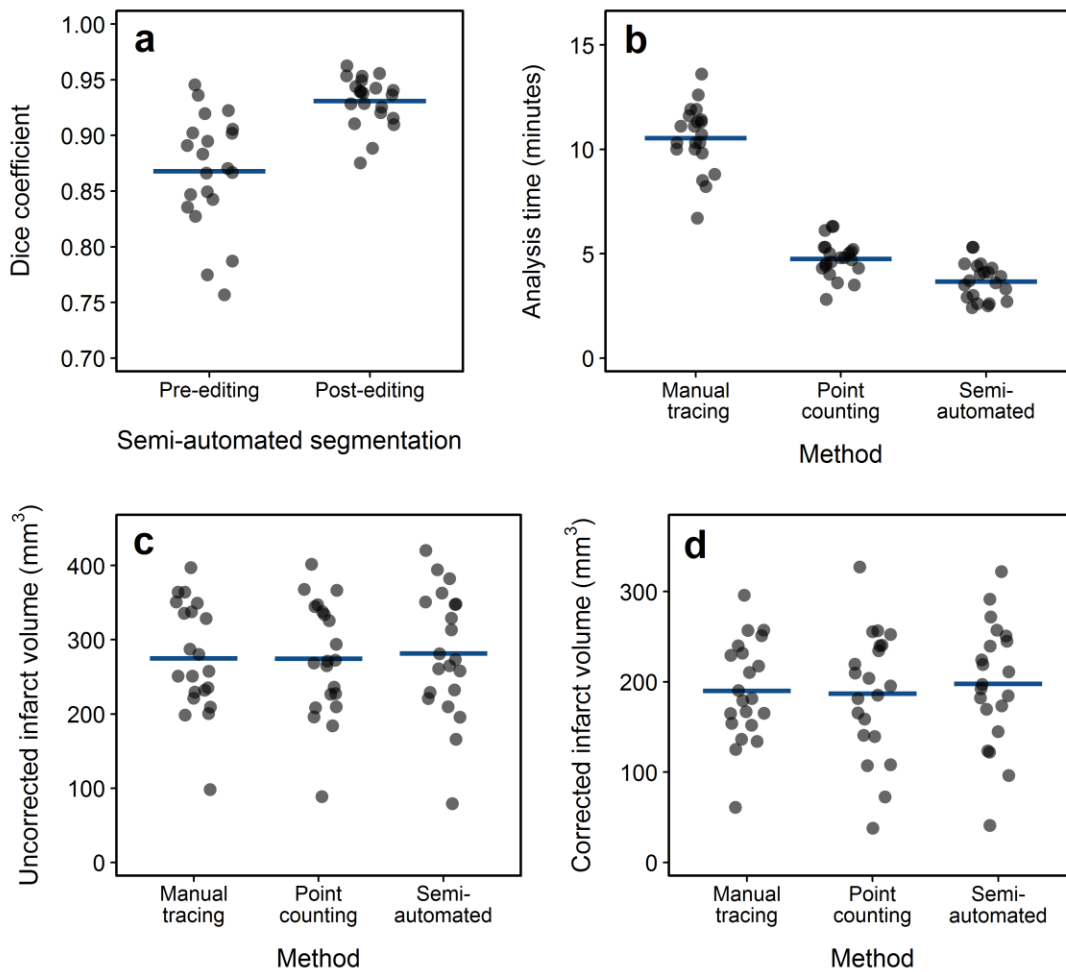 a
Dice coefficient
1.00
0.95
0.90
0.85
0.80
0.75
0.70
Pre-editing
Post-editing
Semi-automated segmentation
b
Analysis time (minutes)
15
10
5
0
Manual
tracing
Point
counting
Semi-
automated
Method
c
Uncorrected infarct volume (mm³)
400
300
200
100
0
Manual
tracing
Point
counting
Semi-
automated
Method
d
Corrected infarct volume (mm³)
300
200
100
0
Manual
tracing
Point
counting
Semi-
automated
Method